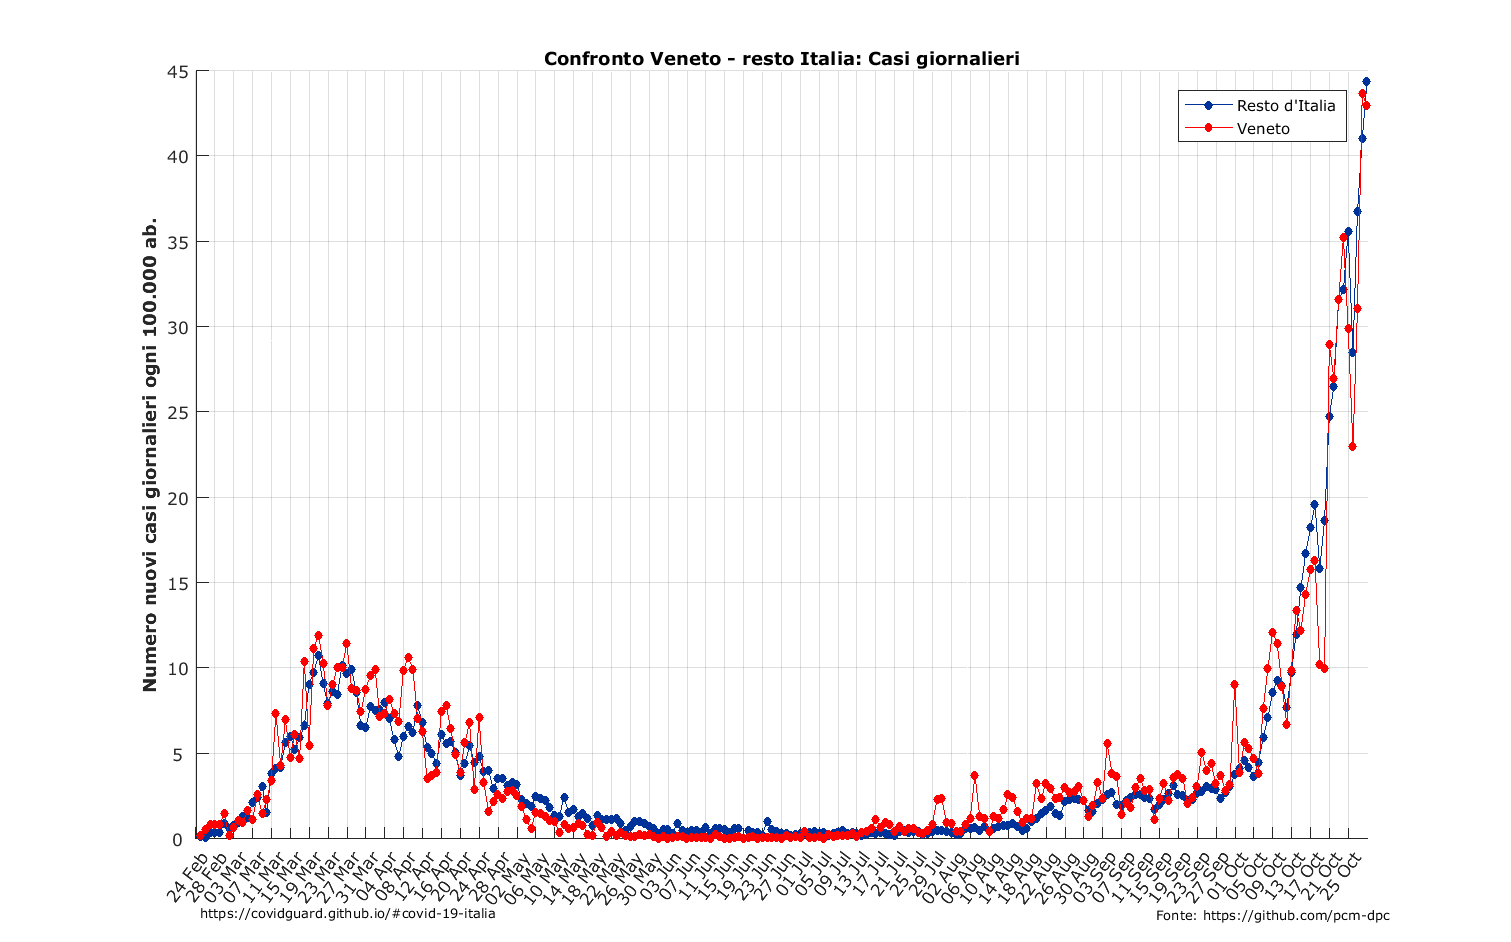 Confronto Veneto - resto Italia: Casi giornalieri
Resto d'Italia
Veneto
Numero nuovi casi giornalieri ogni 100.000 ab.
45
40
35
30
25
20
15
10
5
0
24 Feb
28 Feb
03 Mar
07 Mar
11 Mar
15 Mar
19 Mar
23 Mar
27 Mar
31 Mar
04 Apr
08 Apr
12 Apr
16 Apr
20 Apr
24 Apr
28 Apr
02 May
06 May
10 May
14 May
18 May
22 May
26 May
30 May
03 Jun
07 Jun
11 Jun
15 Jun
19 Jun
23 Jun
27 Jun
01 Jul
05 Jul
09 Jul
13 Jul
17 Jul
21 Jul
25 Jul
29 Jul
02 Aug
06 Aug
10 Aug
14 Aug
18 Aug
22 Aug
26 Aug
30 Aug
03 Sep
07 Sep
11 Sep
15 Sep
19 Sep
23 Sep
27 Sep
01 Oct
05 Oct
09 Oct
13 Oct
17 Oct
21 Oct
25 Oct
https://covidguard.github.io/#covid-19-italia
Fonte: https://github.com/pcm-dpc